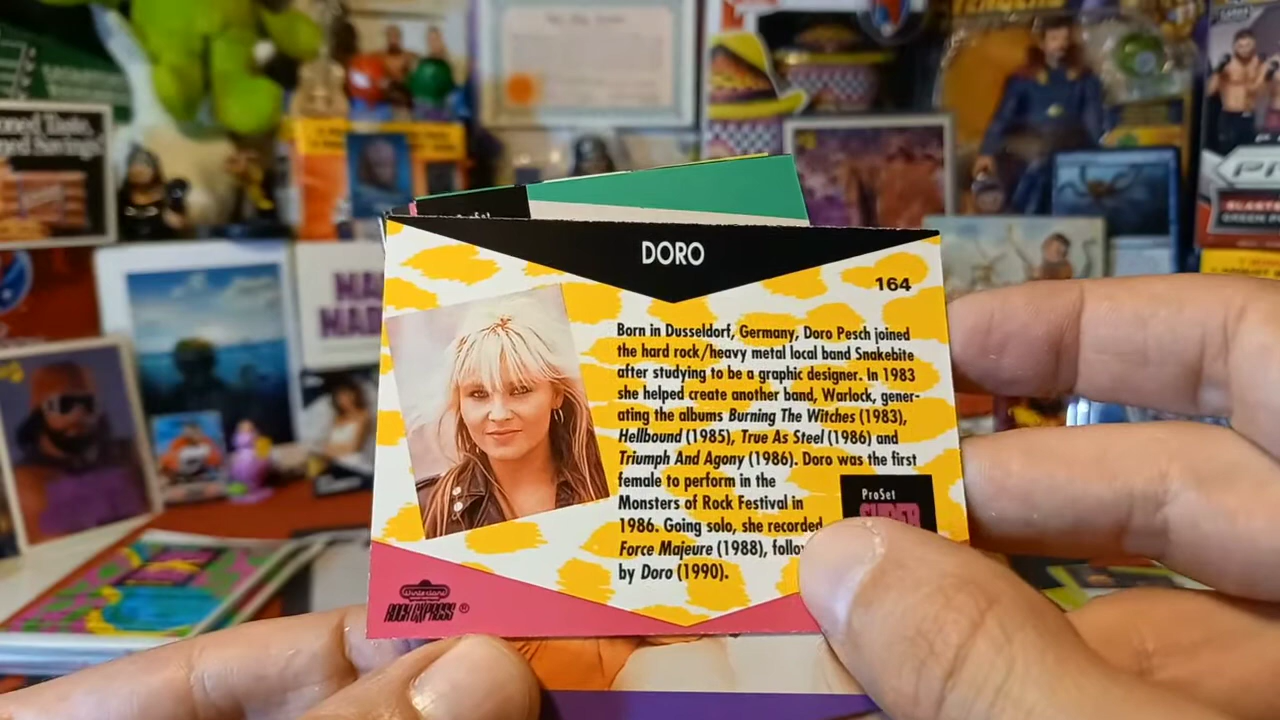 DORO
164
Born in Dusseldorf, Germany, Doro Pesch joined
the hard rock/heavy metal local band Snakebite
after studying to be a graphic designer. In 1983
she helped create another band, Warlock, gener-
ating the albums Burning The Witches (1983),
Hellbound (1985), True As Steel (1986) and
Triumph And Agony (1986). Doro was the first
female to perform in the
Monsters of Rock Festival in
1986. Going solo, she recorded
Force Majeure (1988), follow
by Doro (1990).
ProSet
SUPER
Winterland
ROCK EXPRESS ®